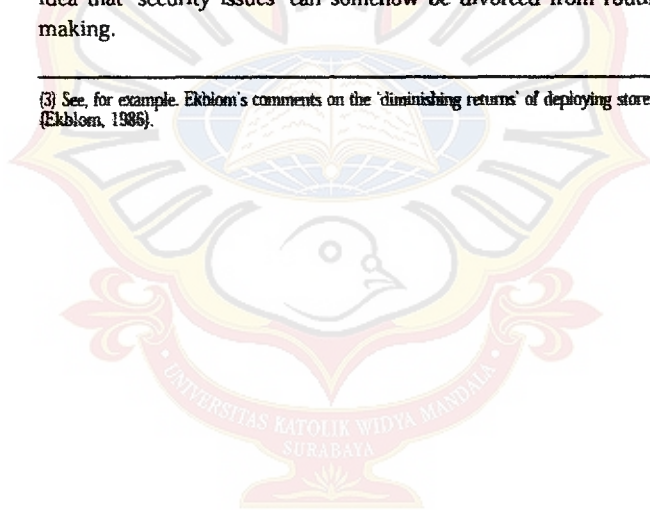 idea that 'security issues' can somehow be divorced from
making.
(3) See, for example. Ekblom's comments on the 'diminishing returns' of deploying store
(Ekblom, 1986).
UNIVERSITAS KATOLIK WIDYA MANDALA
SURABAYA